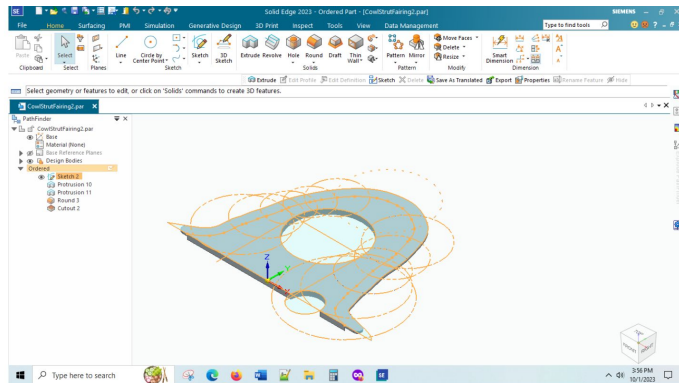 SE
Solid Edge 2023 - Ordered Part - [CowlStrutFairing2.par]
SIEMENS
File Home Surfacing PMI Simulation Generative Design 3D Print Inspect Tools View Data Management
Type to find tools
Paste Select Line Circle by Center Point Sketch 3D Sketch Extrude Revolve Hole Round Draft Thin Wall Pattern Mirror Move Faces Delete Resize Smart Dimension
Clipboard Select Planes Sketch Solids Pattern Modify Dimension
Extrude Edit Profile Edit Definition Sketch Delete Save As Translated Export Properties Rename Feature Hide
Select geometry or features to edit, or click on 'Solids' commands to create 3D features.
CowlStrutFairing2.par
PathFinder
CowlStrutFairing2.par
Base
Material (None)
Base Reference Planes
Design Bodies
Ordered
Sketch 2
Protrusion 10
Protrusion 11
Round 3
Cutout 2
Z
Y
X
Type here to search
SE
3:56 PM
10/1/2023